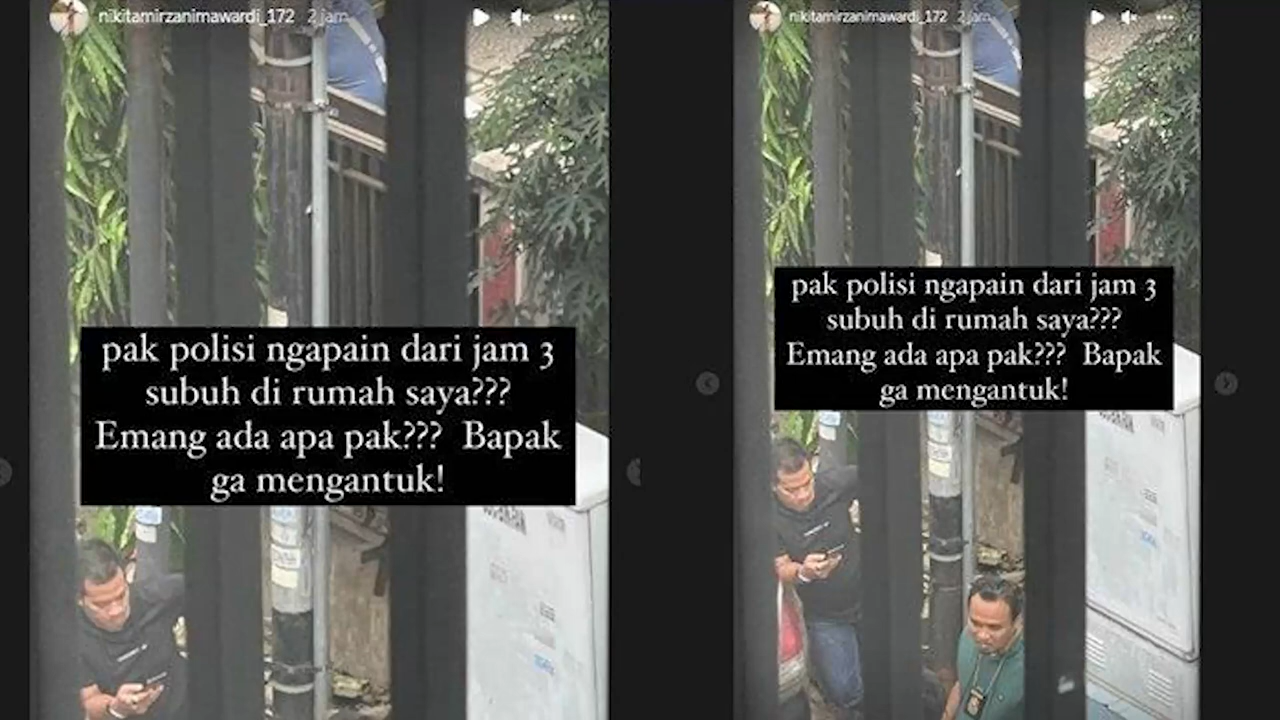 nikitamirzanimawardi_172 2 jam
pak polisi ngapain dari jam 3
subuh di rumah saya???
Emang ada apa pak??? Bapak
ga mengantuk!
nikitamirzanimawardi_172 2 jam
pak polisi ngapain dari jam 3
subuh di rumah saya???
Emang ada apa pak??? Bapak
ga mengantuk!